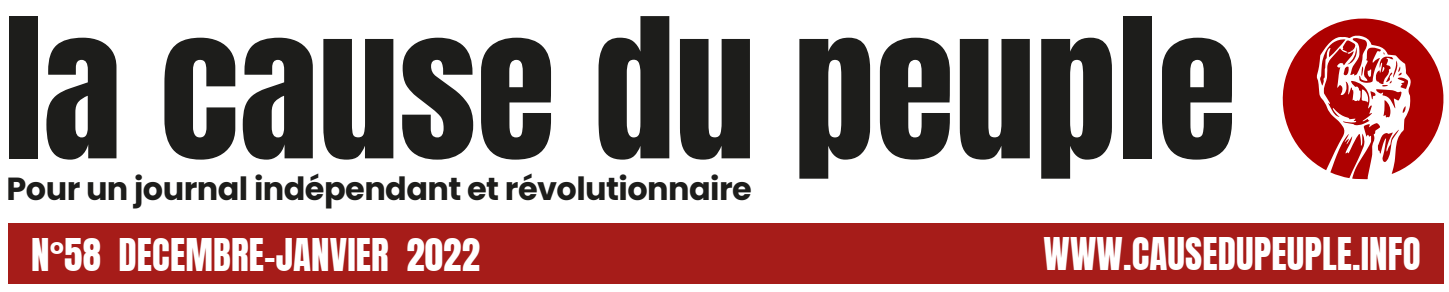 la cause du peuple
Pour un journal indépendant et révolutionnaire
N°58 DECEMBRE-JANVIER 2022
WWW.CAUSEDUPEUPLE.INFO